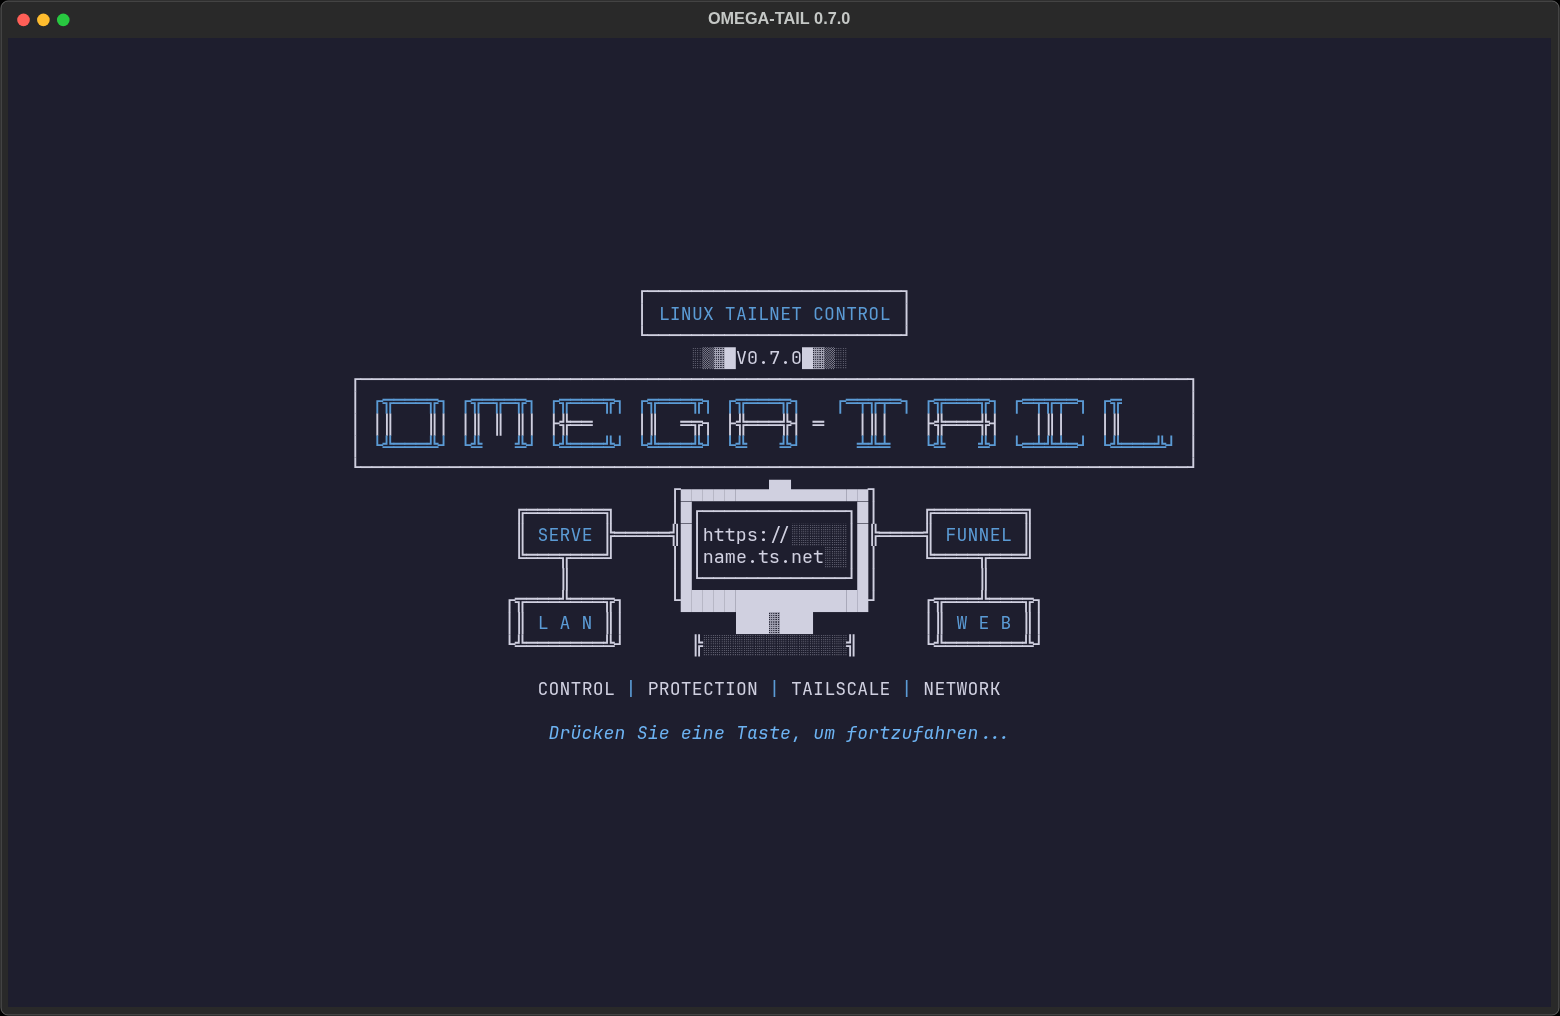 OMEGA-TAIL 0.7.0
LINUX TAILNET CONTROL
V0.7.0
OMEGA-TAIL
SERVE
https://
name.ts.net
FUNNEL
L A N
W E B
CONTROL | PROTECTION | TAILSCALE | NETWORK
Drücken Sie eine Taste, um fortzufahren...